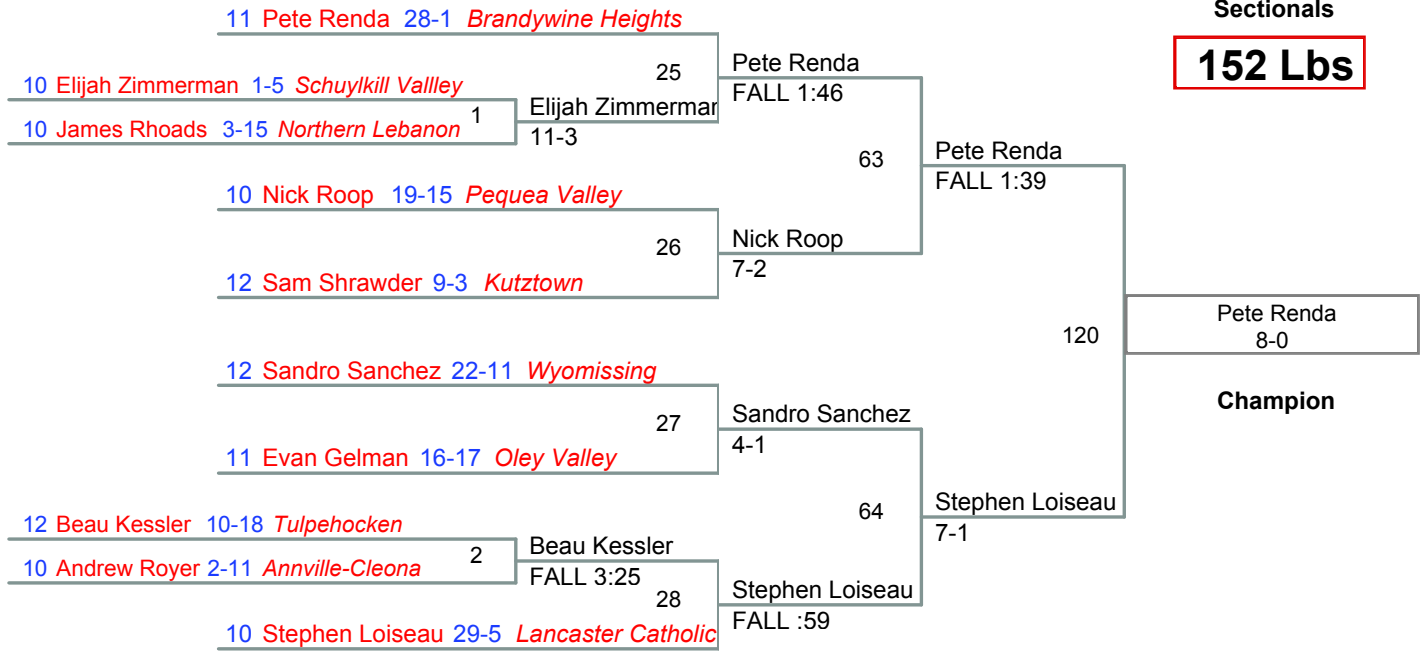 Sectionals
152 Lbs
11 Pete Renda 28-1 Brandywine Heights
25
Pete Renda
FALL 1:46
10 Elijah Zimmerman 1-5 Schuylkill Vallley
1
Elijah Zimmerman
11-3
10 James Rhoads 3-15 Northern Lebanon
63
Pete Renda
FALL 1:39
10 Nick Roop 19-15 Pequea Valley
26
Nick Roop
7-2
12 Sam Shrawder 9-3 Kutztown
120
Pete Renda
8-0
Champion
12 Sandro Sanchez 22-11 Wyomissing
27
Sandro Sanchez
4-1
11 Evan Gelman 16-17 Oley Valley
64
Stephen Loiseau
7-1
12 Beau Kessler 10-18 Tulpehocken
2
Beau Kessler
FALL 3:25
10 Andrew Royer 2-11 Annville-Cleona
28
Stephen Loiseau
FALL :59
10 Stephen Loiseau 29-5 Lancaster Catholic